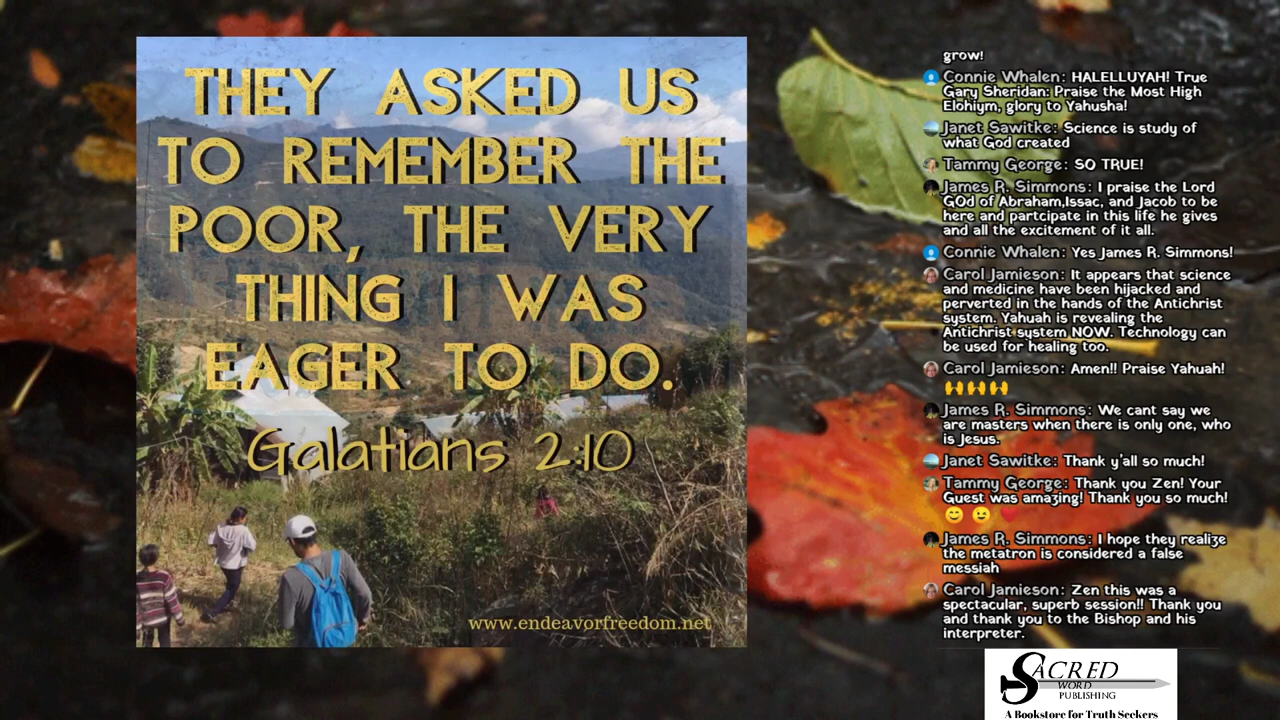 THEY ASKED US
TO REMEMBER THE
POOR, THE VERY
THING I WAS
EAGER TO DO.
Galatians 2:10
www.endeavorfreedom.net
grow!
Connie Whalen: HALELLUYAH! True
Gary Sheridan: Praise the Most High
Elohiym, glory to Yahusha!
Janet Sawitke: Science is study of
what God created
Tammy George: SO TRUE!
James R. Simmons: I praise the Lord
GOd of Abraham,Issac, and Jacob to be
here and partcipate in this life he gives
and all the excitement of it all.
Connie Whalen: Yes James R. Simmons!
Carol Jamieson: It appears that science
and medicine have been hijacked and
perverted in the hands of the Antichrist
system. Yahuah is revealing the
Antichrist system NOW. Technology can
be used for healing too.
Carol Jamieson: Amen!! Praise Yahuah!
🙌🙌🙌
James R. Simmons: We cant say we
are masters when there is only one, who
is Jesus.
Janet Sawitke: Thank y'all so much!
Tammy George: Thank you Zen! Your
Guest was amazing! Thank you so much!
😊 😉 ❤️
James R. Simmons: I hope they realize
the metatron is considered a false
messiah
Carol Jamieson: Zen this was a
spectacular, superb session!! Thank you
and thank you to the Bishop and his
interpreter.
SACRED
WORD
PUBLISHING
A Bookstore for Truth Seekers